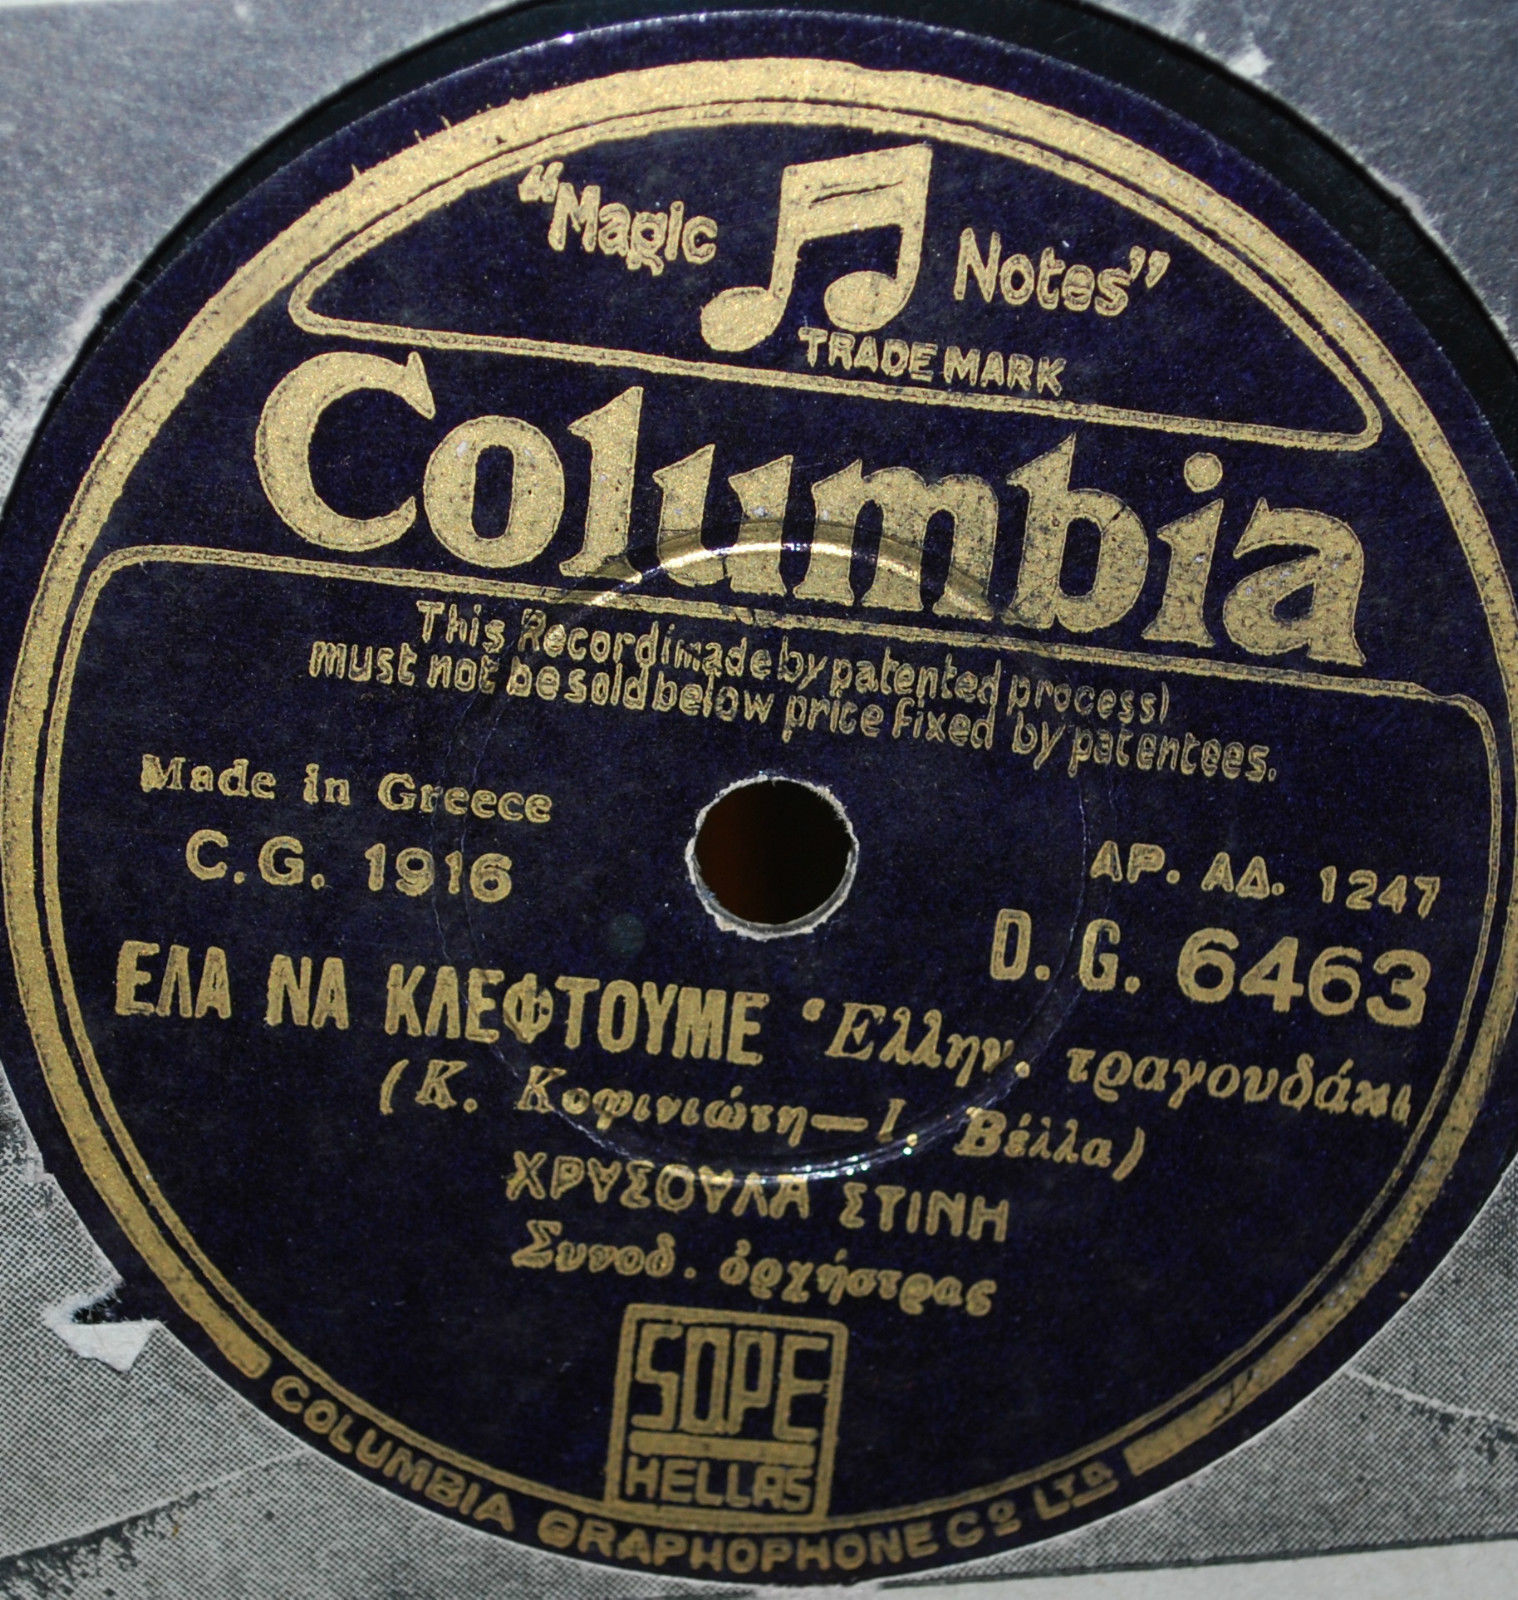 "Magic Notes"
TRADE MARK
Columbia
This Record (made by patented process)
must not be sold below price fixed by patentees.
Made in Greece
C.G. 1916
ΑΡ. ΑΔ. 1247
D.G. 6463
ΕΛΑ ΝΑ ΚΛΕΦΤΟΥΜΕ Ἑλλην. τραγουδάκι
(Κ. Κοφινιώτη—Ι. Βέλλα)
ΧΡΥΣΟΥΛΑ ΣΤΙΝΗ
Συνοδ. ὀρχήστρας
SOPE
HELLAS
COLUMBIA GRAPHOPHONE Cº LTD